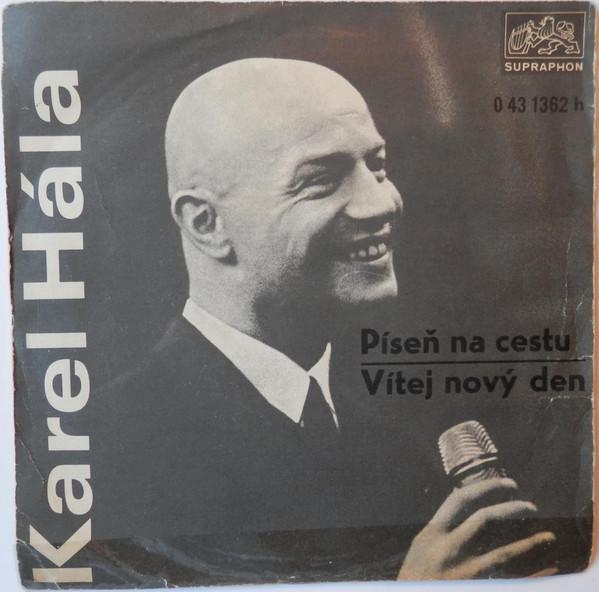 SUPRAPHON
0 43 1362 h
Karel Hála
Píseň na cestu
Vítej nový den